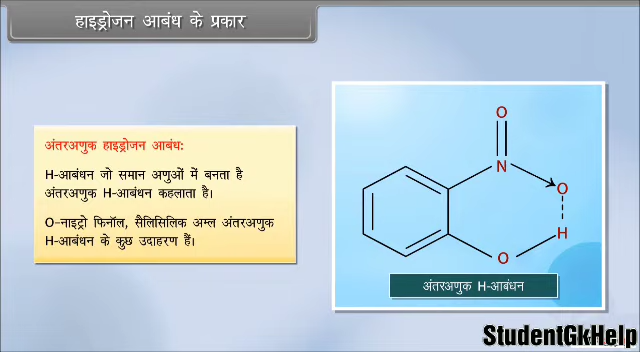 हाइड्रोजन आबंध के प्रकार
अंतरअणुक हाइड्रोजन आबंध:
H-आबंधन जो समान अणुओं में बनता है
अंतरअणुक H-आबंधन कहलाता है।
O-नाइट्रो फिनॉल, सैलिसिलिक अम्ल अंतरअणुक
H-आबंधन के कुछ उदाहरण हैं।
O
N
O
H
O
अंतरअणुक H-आबंधन
StudentGkHelp